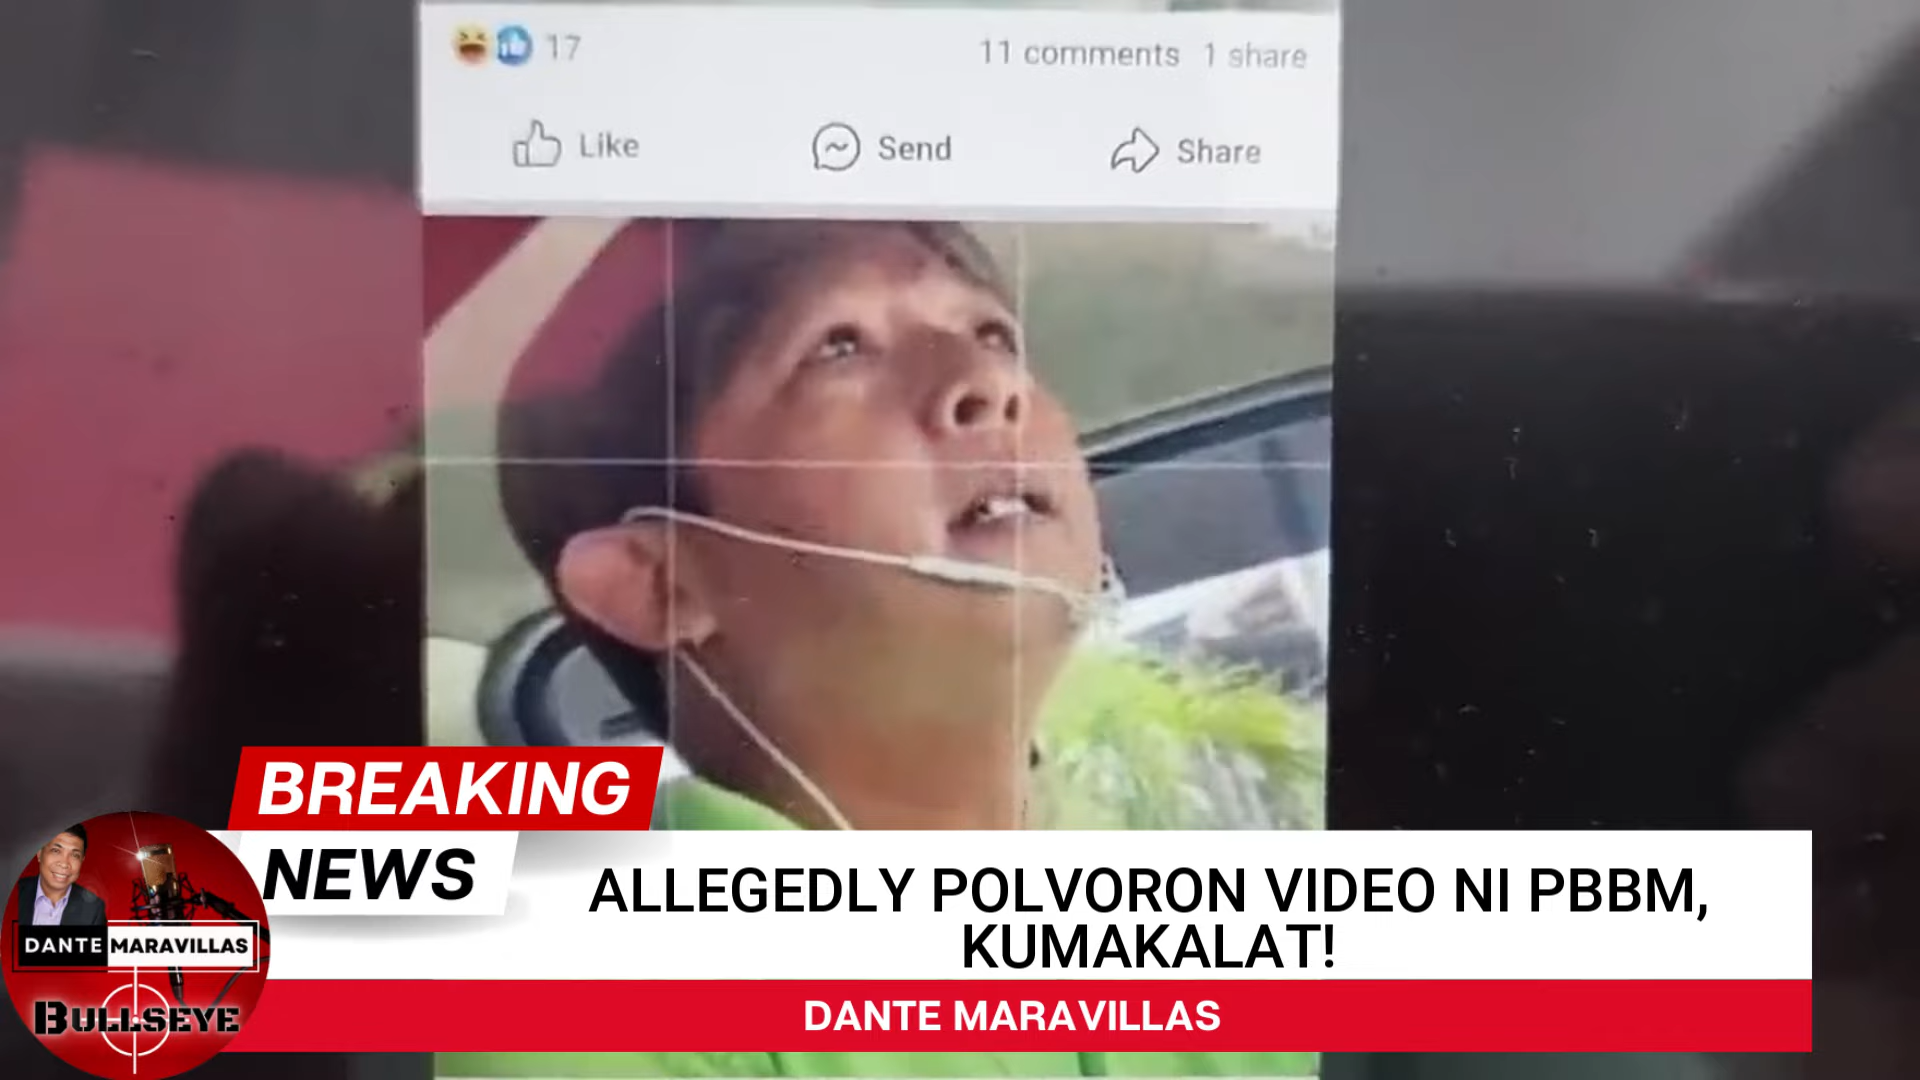 17
11 comments 1 share
Like
Send
Share
BREAKING
NEWS
ALLEGEDLY POLVORON VIDEO NI PBBM,
KUMAKALAT!
DANTE MARAVILLAS
DANTE MARAVILLAS
BULLSEYE